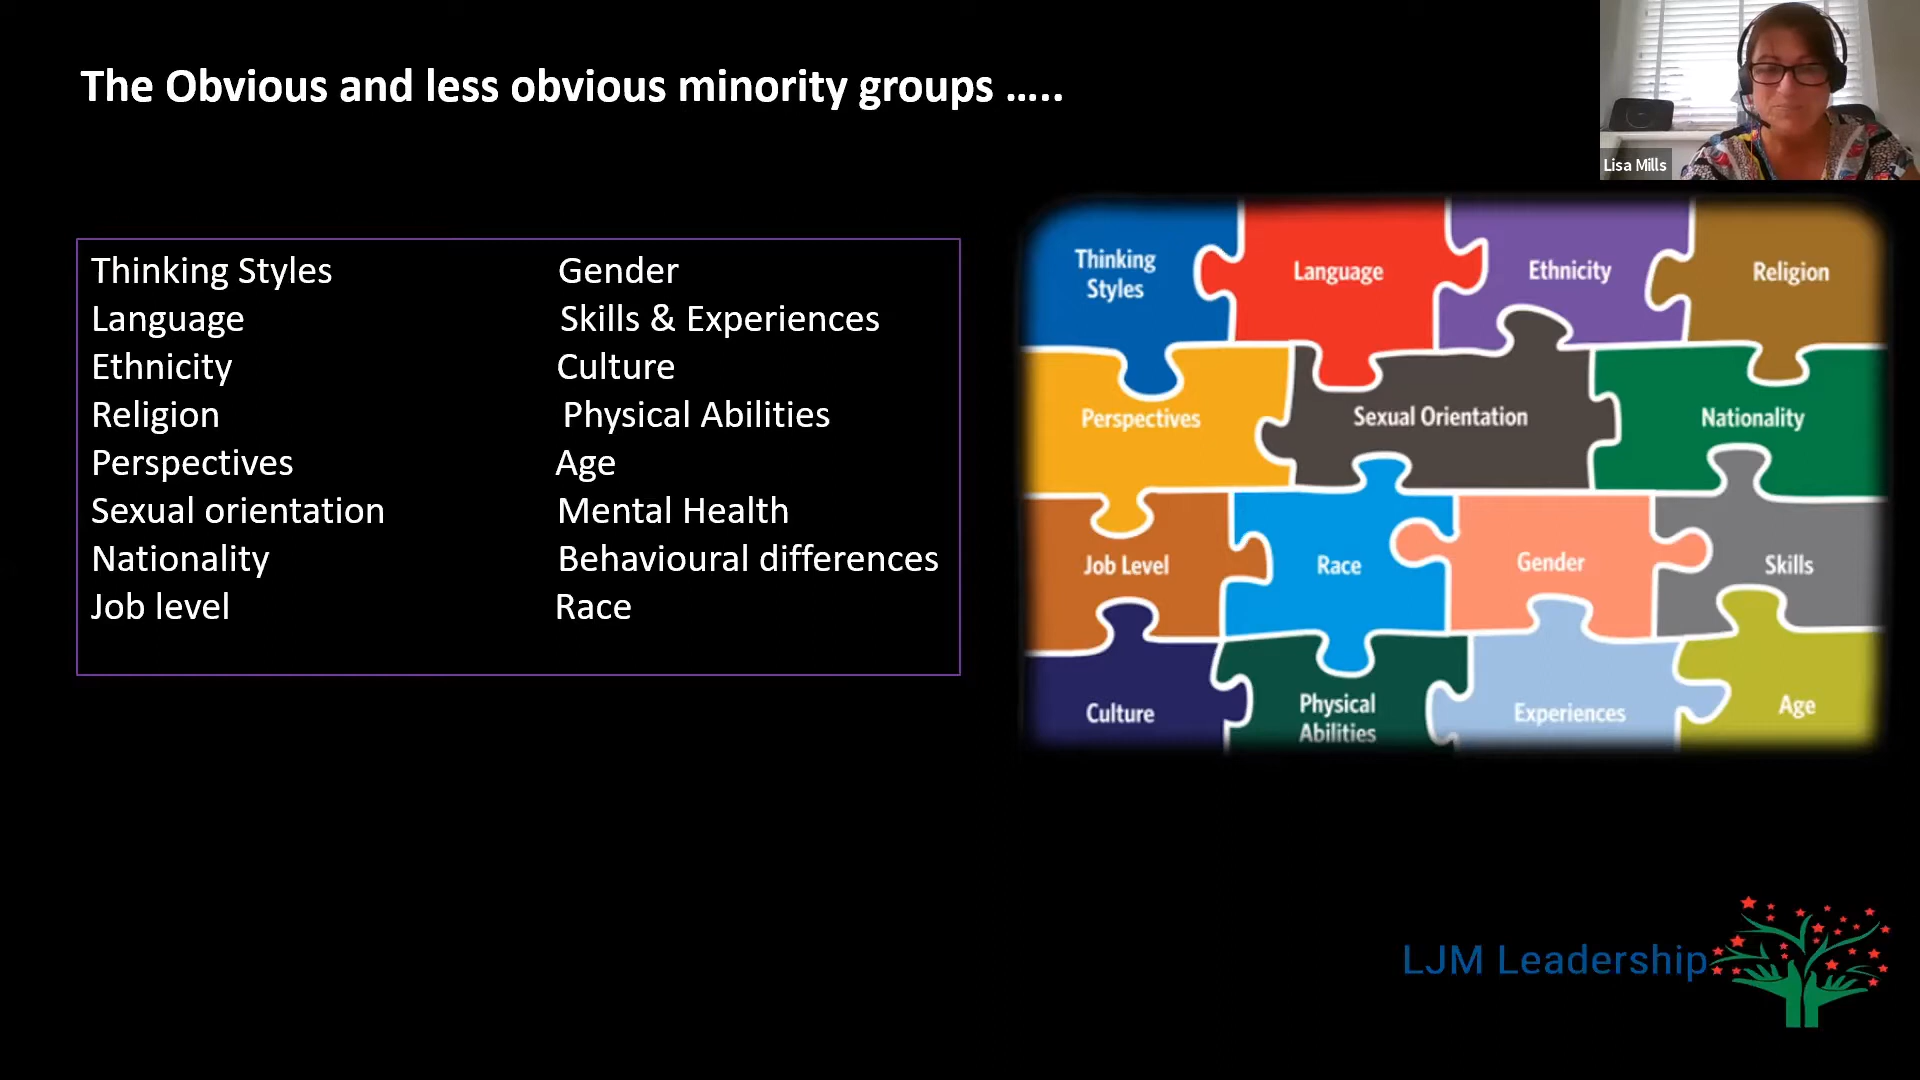 The Obvious and less obvious minority groups …..
Lisa Mills
Thinking Styles Gender
Language Skills & Experiences
Ethnicity Culture
Religion Physical Abilities
Perspectives Age
Sexual orientation Mental Health
Nationality Behavioural differences
Job level Race
Thinking
Styles
Language
Ethnicity
Religion
Perspectives
Sexual Orientation
Nationality
Job Level
Race
Gender
Skills
Culture
Physical
Abilities
Experiences
Age
LJM Leadership